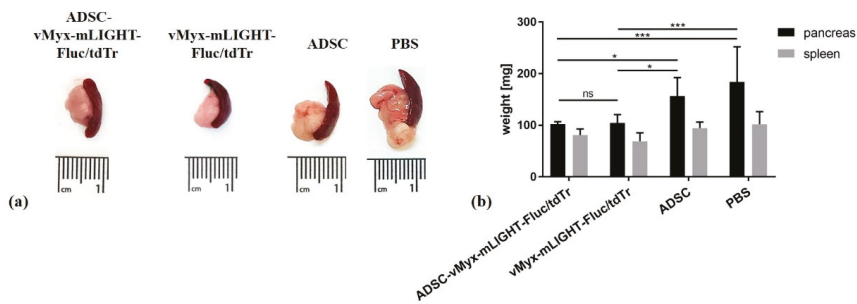 (a)
ADSC-
vMyx-mLIGHT-
Fluc/tdTr
vMyx-mLIGHT-
Fluc/tdTr
ADSC
PBS
cm 1
cm 1
cm 1
cm 1
(b)
weight [mg]
300
200
150
100
50
0
***
***
*
*
ns
pancreas
spleen
ADSC-vMyx-mLIGHT-Fluc/tdTr
vMyx-mLIGHT-Fluc/tdTr
ADSC
PBS